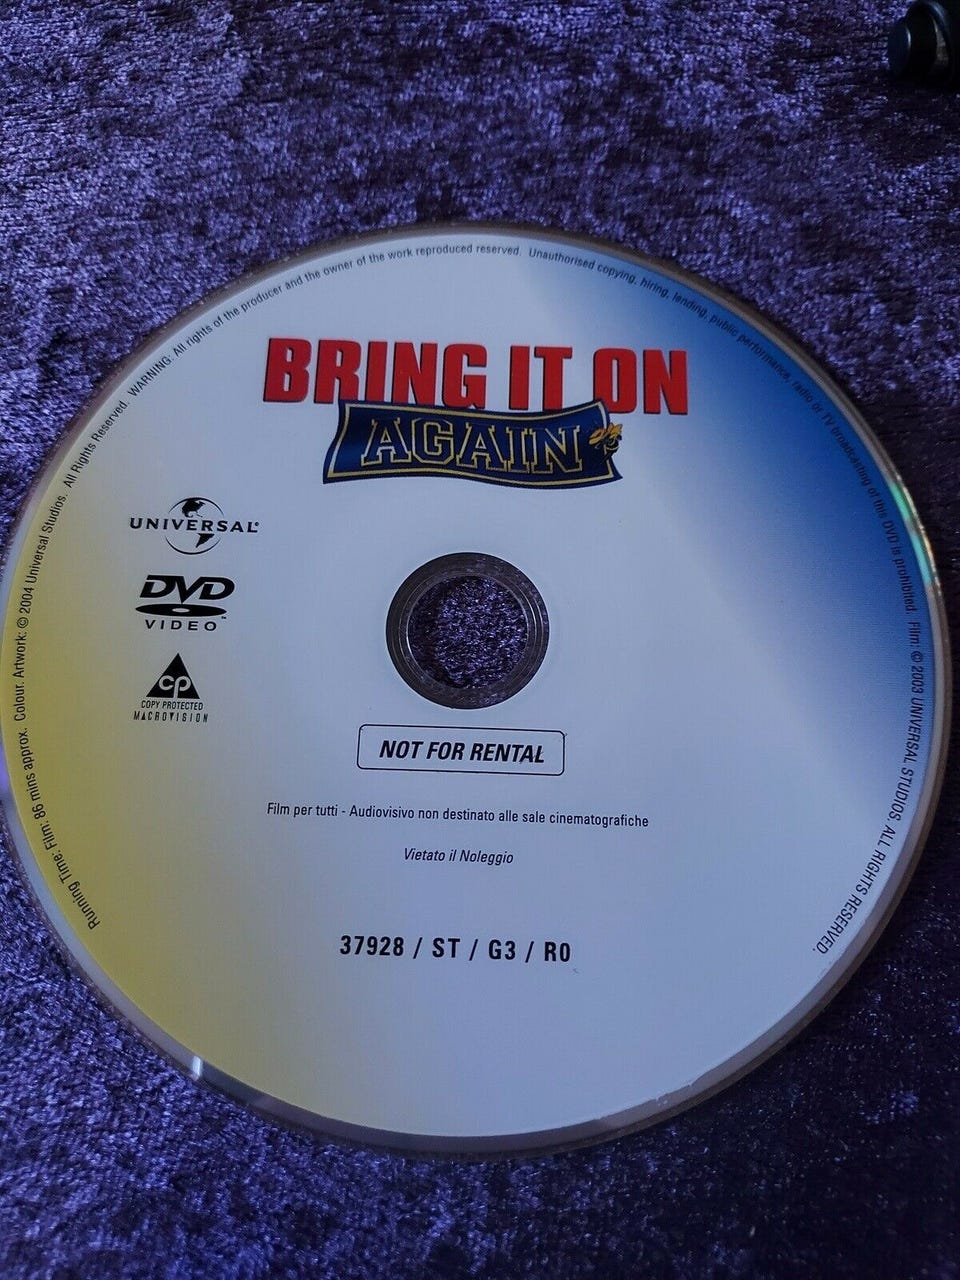 Running Time: Film: 86 mins approx. Colour. Artwork: © 2004 Universal Studios. All Rights Reserved. WARNING: All rights of the producer and the owner of the work reproduced reserved. Unauthorised copying, hiring, lending, public performance, radio or TV broadcasting of this DVD is prohibited. Film: © 2003 UNIVERSAL STUDIOS. ALL RIGHTS RESERVED.
BRING IT ON
AGAIN
UNIVERSAL®
DVD
VIDEO™
CP
COPY PROTECTED
MACROVISION
NOT FOR RENTAL
Film per tutti - Audiovisivo non destinato alle sale cinematografiche
Vietato il Noleggio
37928 / ST / G3 / R0